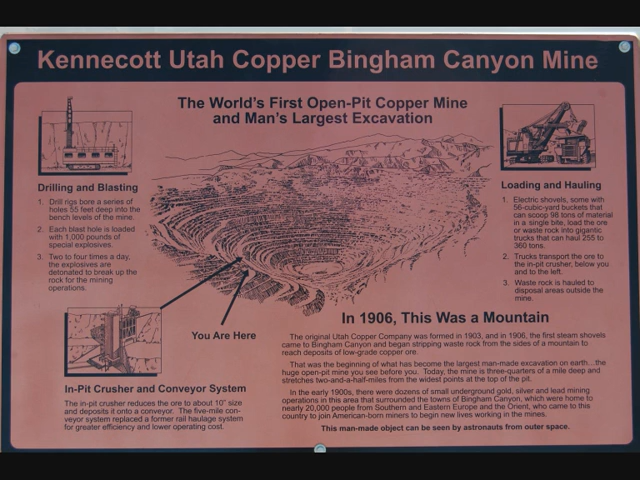 Kennecott Utah Copper Bingham Canyon Mine
The World's First Open-Pit Copper Mine
and Man's Largest Excavation
Drilling and Blasting
1. Drill rigs bore a series of
holes 55 feet deep into the
bench levels of the mine.
2. Each blast hole is loaded
with 1,000 pounds of
special explosives.
3. Two to four times a day,
the explosives are
detonated to break up the
rock for the mining
operations.
Loading and Hauling
1. Electric shovels, some with
56-cubic-yard buckets that
can scoop 98 tons of material
in a single bite, load the ore
or waste rock into gigantic
trucks that can haul 255 to
360 tons.
2. Trucks transport the ore to
the in-pit crusher, below you
and to the left.
3. Waste rock is hauled to
disposal areas outside the
mine.
You Are Here
In-Pit Crusher and Conveyor System
The in-pit crusher reduces the ore to about 10" size
and deposits it onto a conveyor. The five-mile con-
veyor system replaced a former rail haulage system
for greater efficiency and lower operating cost.
In 1906, This Was a Mountain
The original Utah Copper Company was formed in 1903, and in 1906, the first steam shovels
came to Bingham Canyon and began stripping waste rock from the sides of a mountain to
reach deposits of low-grade copper ore.
That was the beginning of what has become the largest man-made excavation on earth...the
huge open-pit mine you see before you. Today, the mine is three-quarters of a mile deep and
stretches two-and-a-half-miles from the widest points at the top of the pit.
In the early 1900s, there were dozens of small underground gold, silver and lead mining
operations in this area that surrounded the towns of Bingham Canyon, which were home to
nearly 20,000 people from Southern and Eastern Europe and the Orient, who came to this
country to join American-born miners to begin new lives working in the mines.
This man-made object can be seen by astronauts from outer space.